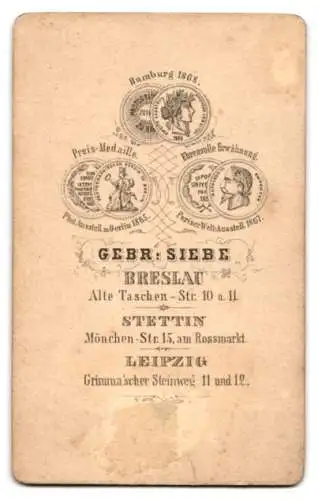 Hamburg 1868.
Preis-Medaille.
Ehrenvolle Erwähnung.
Phot. Ausstell. in Berlin 1865.
Pariser Welt-Ausstell. 1867.
GEBR: SIEBE
BRESLAU
Alte Taschen-Str. 10 u. 11.
STETTIN
Mönchen-Str. 15, am Rossmarkt.
LEIPZIG
Grimma'scher Steinweg 11 und 12.